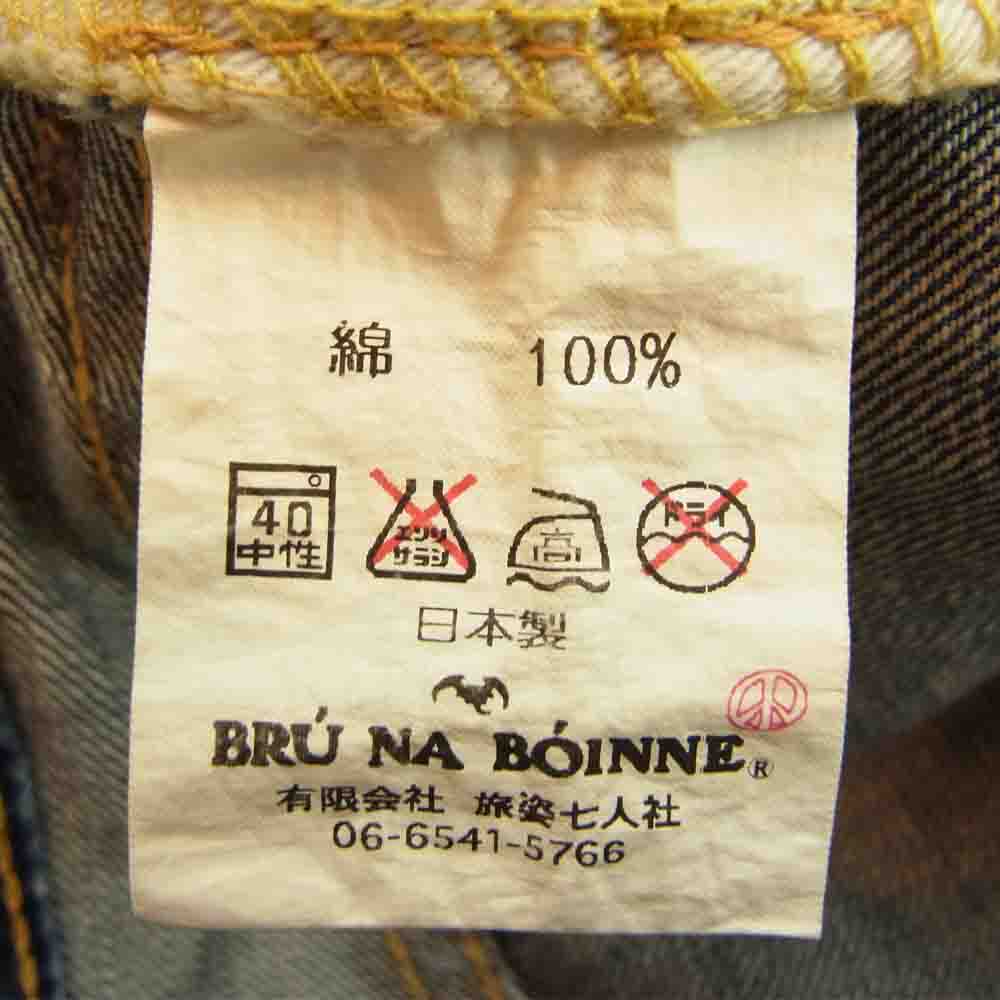 綿 100%
40
中性
エンソ
サラシ
高
ドライ
日本製
BRÚ NA BÓINNE®
有限会社 旅姿七人社
06-6541-5766